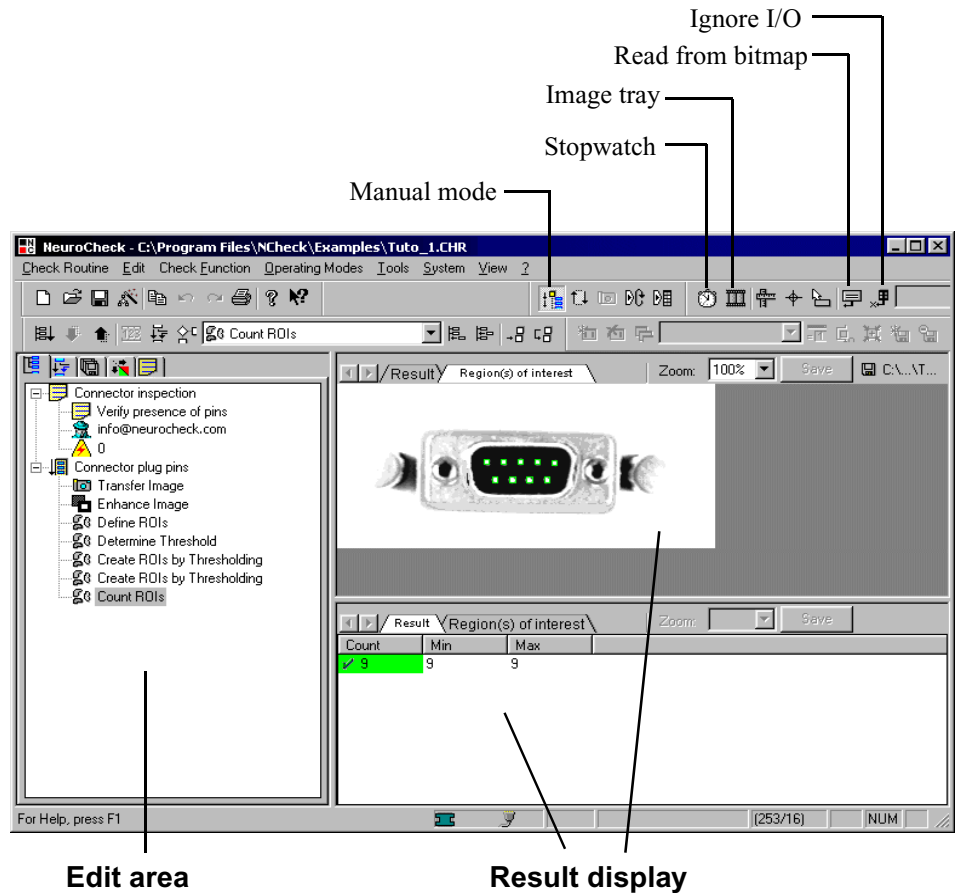 Ignore I/O
Read from bitmap
Image tray
Stopwatch
Manual mode
NeuroCheck - C:\Program Files\NCheck\Examples\Tuto_1.CHR
Check Routine Edit Check Function Operating Modes Tools System View ?
Count ROIs
Result Region(s) of interest Zoom: 100% Save C:\...\T...
Connector inspection
Verify presence of pins
info@neurocheck.com
0
Connector plug pins
Transfer Image
Enhance Image
Define ROIs
Determine Threshold
Create ROIs by Thresholding
Create ROIs by Thresholding
Count ROIs
Result Region(s) of interest Zoom: Save
Count Min Max
9 9 9
For Help, press F1 (253/16) NUM
Edit area Result display